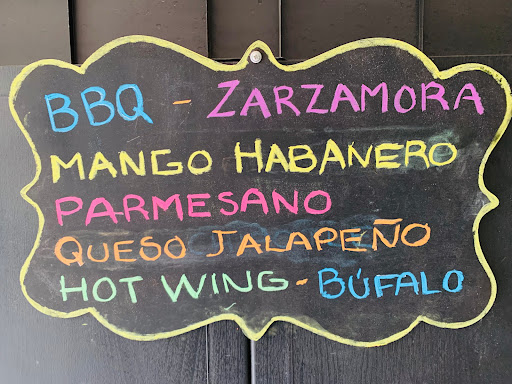 BBQ - ZARZAMORA
MANGO HABANERO
PARMESANO
QUESO JALAPEÑO
HOT WING - BÚFALO